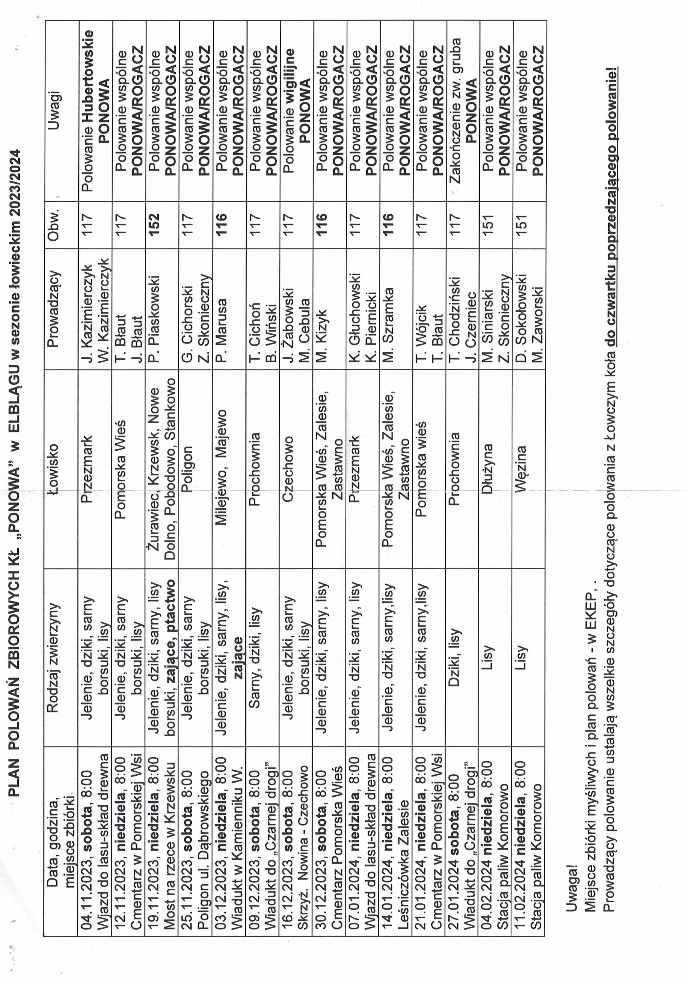 PLAN POLOWAŃ ZBIOROWYCH KŁ „PONOWA" w ELBLĄGU w sezonie łowieckim 2023/2024
Data, godzina, miejsce zbiórki Rodzaj zwierzyny Łowisko Prowadzący Obw. Uwagi
04.11.2023, sobota, 8:00 Jelenie, dziki, sarny Przezmark J. Kazimierczyk 117 Polowanie Hubertowskie
Wjazd do lasu-skład drewna borsuki, lisy W. Kazimierczyk PONOWA
12.11.2023, niedziela, 8:00 Jelenie, dziki, sarny Pomorska Wieś T. Błaut 117 Polowanie wspólne
Cmentarz w Pomorskiej Wsi borsuki, lisy J. Błaut PONOWA/ROGACZ
19.11.2023, niedziela, 8:00 Jelenie, dziki, sarny, lisy Żurawiec, Krzewsk, Nowe P. Piaskowski 152 Polowanie wspólne
Most na rzece w Krzewsku borsuki, zające, ptactwo Dolno, Pobodowo, Stankowo PONOWA/ROGACZ
25.11.2023, sobota, 8:00 Jelenie, dziki, sarny Poligon G. Cichorski 117 Polowanie wspólne
Poligon ul. Dąbrowskiego borsuki, lisy Z. Skonieczny PONOWA/ROGACZ
03.12.2023, niedziela, 8:00 Jelenie, dziki, sarny, lisy, Milejewo, Majewo P. Marusa 116 Polowanie wspólne
Wiadukt w Kamienniku W. zające PONOWA/ROGACZ
09.12.2023, sobota, 8:00 Sarny, dziki, lisy Prochownia T. Cichoń 117 Polowanie wspólne
Wiadukt do „Czarnej drogi" B. Wiński PONOWA/ROGACZ
16.12.2023, sobota, 8:00 Jelenie, dziki, sarny Czechowo J. Żabowski 117 Polowanie wigilijne
Skrzyż. Nowina - Czechowo borsuki, lisy M. Cebula PONOWA
30.12.2023, sobota, 8:00 Jelenie, dziki, sarny, lisy Pomorska Wieś, Zalesie, M. Kizyk 116 Polowanie wspólne
Cmentarz Pomorska Wieś Zastawno PONOWA/ROGACZ
07.01.2024, niedziela, 8:00 Jelenie, dziki, sarny, lisy Przezmark K. Głuchowski 117 Polowanie wspólne
Wjazd do lasu-skład drewna K. Piernicki PONOWA/ROGACZ
14.01.2024, niedziela, 8:00 Jelenie, dziki, sarny,lisy Pomorska Wieś, Zalesie, M. Szramka 116 Polowanie wspólne
Leśniczówka Zalesie Zastawno PONOWA/ROGACZ
21.01.2024, niedziela, 8:00 Jelenie, dziki, sarny,lisy Pomorska wieś T. Wójcik 117 Polowanie wspólne
Cmentarz w Pomorskiej Wsi T. Błaut PONOWA/ROGACZ
27.01.2024 sobota, 8:00 Dziki, lisy Prochownia T. Chodziński 117 Zakończenie zw. gruba
Wiadukt do „Czarnej drogi" J. Czerniec PONOWA
04.02.2024 niedziela, 8:00 Lisy Dłużyna M. Siniarski 151 Polowanie wspólne
Stacja paliw Komorowo Z. Skonieczny PONOWA/ROGACZ
11.02.2024 niedziela, 8:00 Lisy Węzina D. Sokołowski 151 Polowanie wspólne
Stacja paliw Komorowo M. Zaworski PONOWA/ROGACZ
Uwaga!
Miejsce zbiórki myśliwych i plan polowań - w EKEP, .
Prowadzący polowanie ustalają wszelkie szczegóły dotyczące polowania z Łowczym koła do czwartku poprzedzającego polowanie!